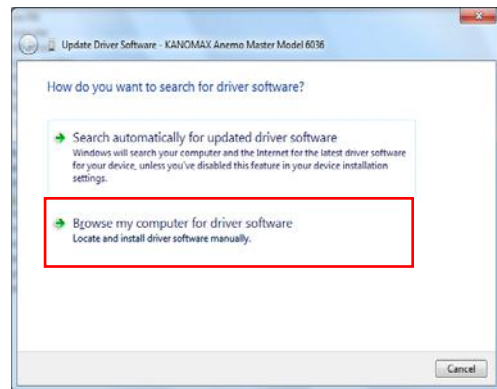 Update Driver Software - KANOMAX Anemo Master Model 6036
How do you want to search for driver software?
Search automatically for updated driver software
Windows will search your computer and the Internet for the latest driver software
for your device, unless you've disabled this feature in your device installation
settings.
Browse my computer for driver software
Locate and install driver software manually.
Cancel